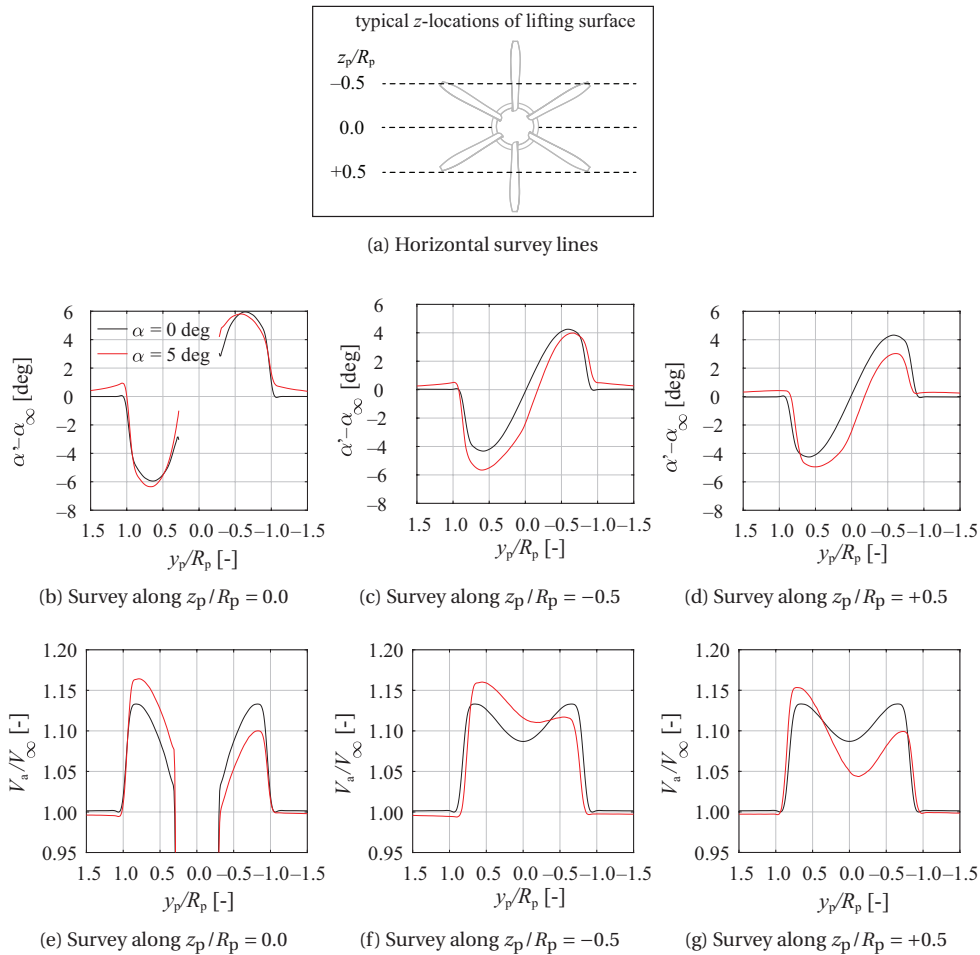 typical z-locations of lifting surface
zp/Rp
−0.5
0.0
+0.5
(a) Horizontal survey lines
6
4
2
0
−2
−4
−6
−8
α'−α∞ [deg]
α = 0 deg
α = 5 deg
1.5 1.0 0.5 0.0 −0.5 −1.0 −1.5
yp/Rp [-]
(b) Survey along zp/Rp = 0.0
6
4
2
0
−2
−4
−6
−8
α'−α∞ [deg]
1.5 1.0 0.5 0.0 −0.5 −1.0 −1.5
yp/Rp [-]
(c) Survey along zp/Rp = −0.5
6
4
2
0
−2
−4
−6
−8
α'−α∞ [deg]
1.5 1.0 0.5 0.0 −0.5 −1.0 −1.5
yp/Rp [-]
(d) Survey along zp/Rp = +0.5
1.20
1.15
1.10
1.05
1.00
0.95
Va/V∞ [-]
1.5 1.0 0.5 0.0 −0.5 −1.0 −1.5
yp/Rp [-]
(e) Survey along zp/Rp = 0.0
1.20
1.15
1.10
1.05
1.00
0.95
Va/V∞ [-]
1.5 1.0 0.5 0.0 −0.5 −1.0 −1.5
yp/Rp [-]
(f) Survey along zp/Rp = −0.5
1.20
1.15
1.10
1.05
1.00
0.95
Va/V∞ [-]
1.5 1.0 0.5 0.0 −0.5 −1.0 −1.5
yp/Rp [-]
(g) Survey along zp/Rp = +0.5